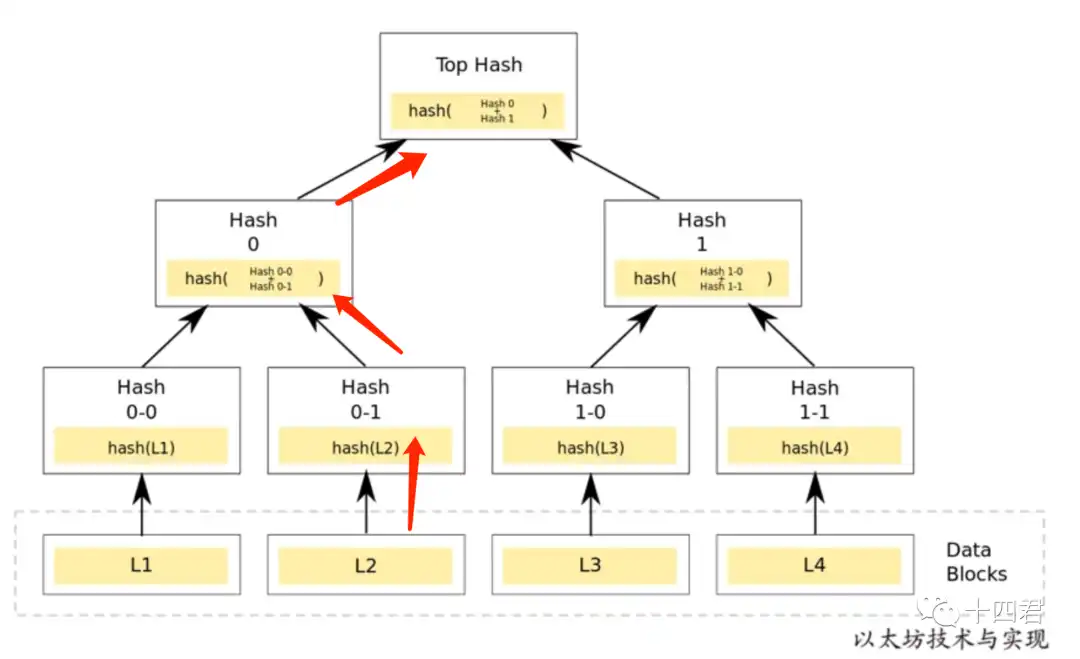 Top Hash
hash( Hash 0 + Hash 1 )
Hash
0
hash( Hash 0-0 + Hash 0-1 )
Hash
1
hash( Hash 1-0 + Hash 1-1 )
Hash
0-0
hash(L1)
Hash
0-1
hash(L2)
Hash
1-0
hash(L3)
Hash
1-1
hash(L4)
L1
L2
L3
L4
Data
Blocks
十四君
以太坊技术与实现